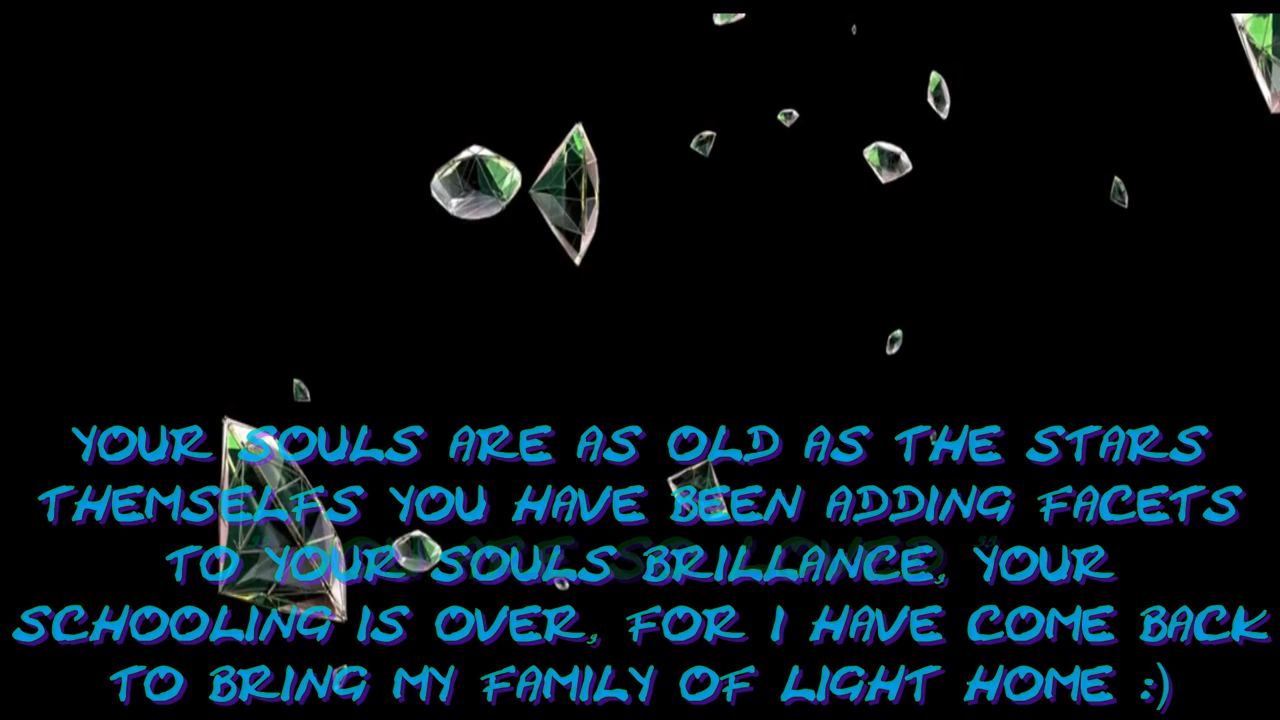 YOUR SOULS ARE AS OLD AS THE STARS
THEMSELFS YOU HAVE BEEN ADDING FACETS
TO YOUR SOULS BRILLANCE, YOUR
SCHOOLING IS OVER, FOR I HAVE COME BACK
TO BRING MY FAMILY OF LIGHT HOME :)